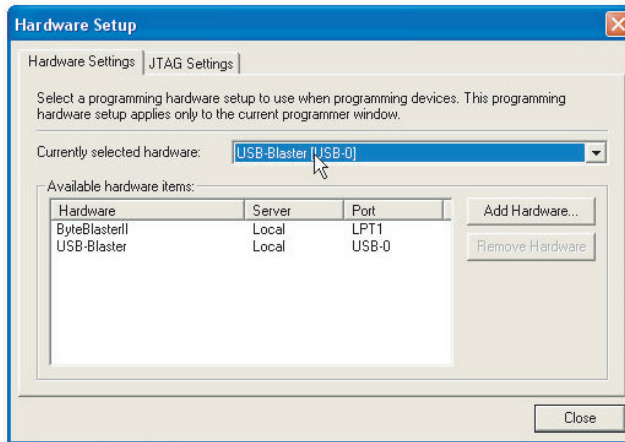 Hardware Setup
Hardware Settings JTAG Settings
Select a programming hardware setup to use when programming devices. This programming
hardware setup applies only to the current programmer window.
Currently selected hardware: USB-Blaster [USB-0]
Available hardware items:
Hardware Server Port
ByteBlasterII Local LPT1
USB-Blaster Local USB-0
Add Hardware...
Remove Hardware
Close